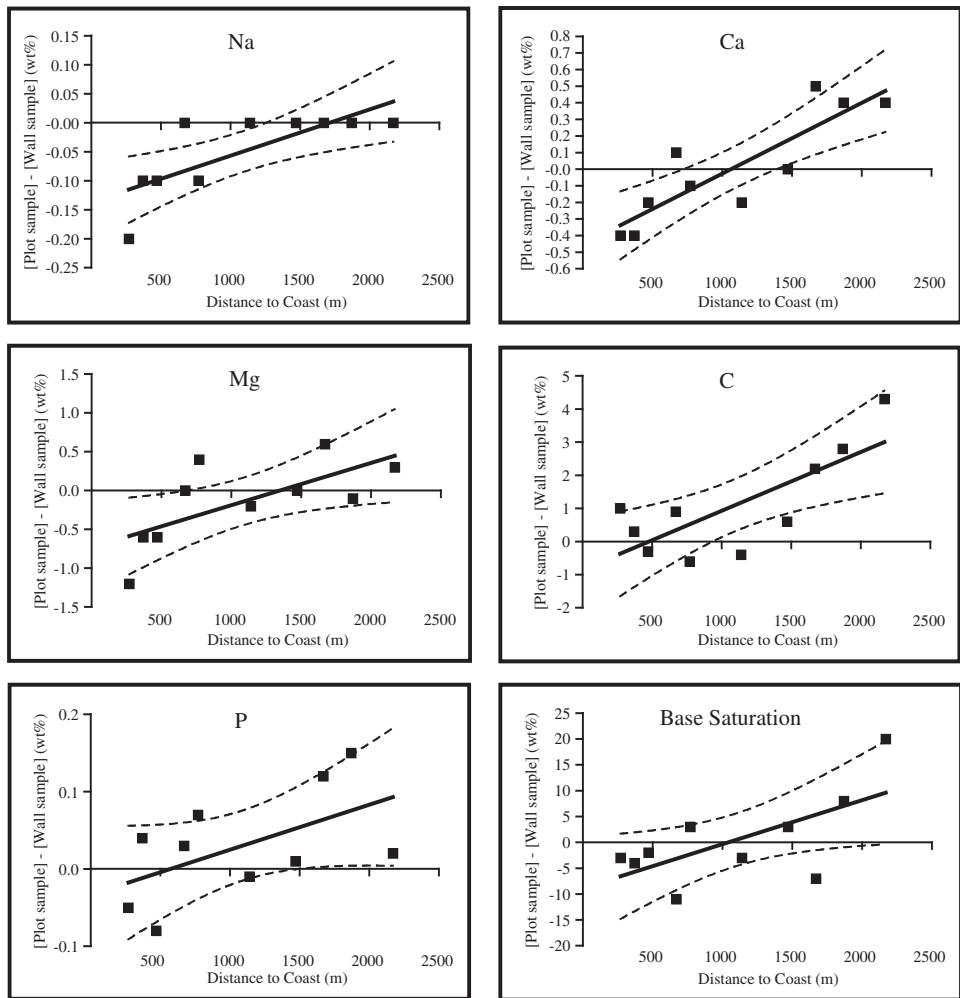 Na
[Plot sample] - [Wall sample] (wt%)
0.15
0.10
0.05
-0.00
-0.05
-0.10
-0.15
-0.20
-0.25
500 1000 1500 2000 2500
Distance to Coast (m)
Ca
[Plot sample] - [Wall sample] (wt%)
0.8
0.7
0.6
0.5
0.4
0.3
0.2
0.1
-0.0
-0.1
-0.2
-0.3
-0.4
-0.5
-0.6
500 1000 1500 2000 2500
Distance to Coast (m)
Mg
[Plot sample] - [Wall sample] (wt%)
1.5
1.0
0.5
0.0
-0.5
-1.0
-1.5
500 1000 1500 2000 2500
Distance to Coast (m)
C
[Plot sample] - [Wall sample] (wt%)
5
4
3
2
1
0
-1
-2
500 1000 1500 2000 2500
Distance to Coast (m)
P
[Plot sample] - [Wall sample] (wt%)
0.2
0.1
0.0
-0.1
500 1000 1500 2000 2500
Distance to Coast (m)
Base Saturation
[Plot sample] - [Wall sample] (wt%)
25
20
15
10
5
0
-5
-10
-15
-20
500 1000 1500 2000 2500
Distance to Coast (m)